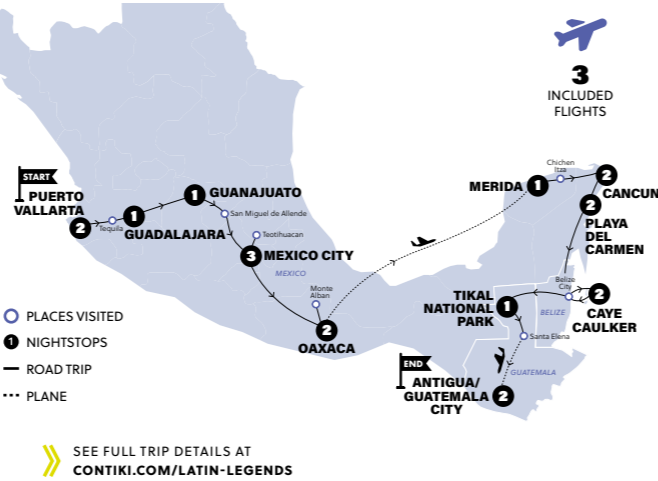 3
INCLUDED
FLIGHTS
START
PUERTO
VALLARTA
2
Tequila
1
GUADALAJARA
1
GUANAJUATO
San Miguel de Allende
Teotihuacan
3
MEXICO CITY
MEXICO
Monte
Alban
2
OAXACA
MERIDA
1
Chichen
Itza
2
CANCUN
2
PLAYA
DEL
CARMEN
Belize
City
BELIZE
2
CAYE
CAULKER
TIKAL
NATIONAL
PARK
1
Santa Elena
GUATEMALA
END
ANTIGUA/
GUATEMALA
CITY
2
PLACES VISITED
1 NIGHTSTOPS
ROAD TRIP
PLANE
SEE FULL TRIP DETAILS AT
CONTIKI.COM/LATIN-LEGENDS